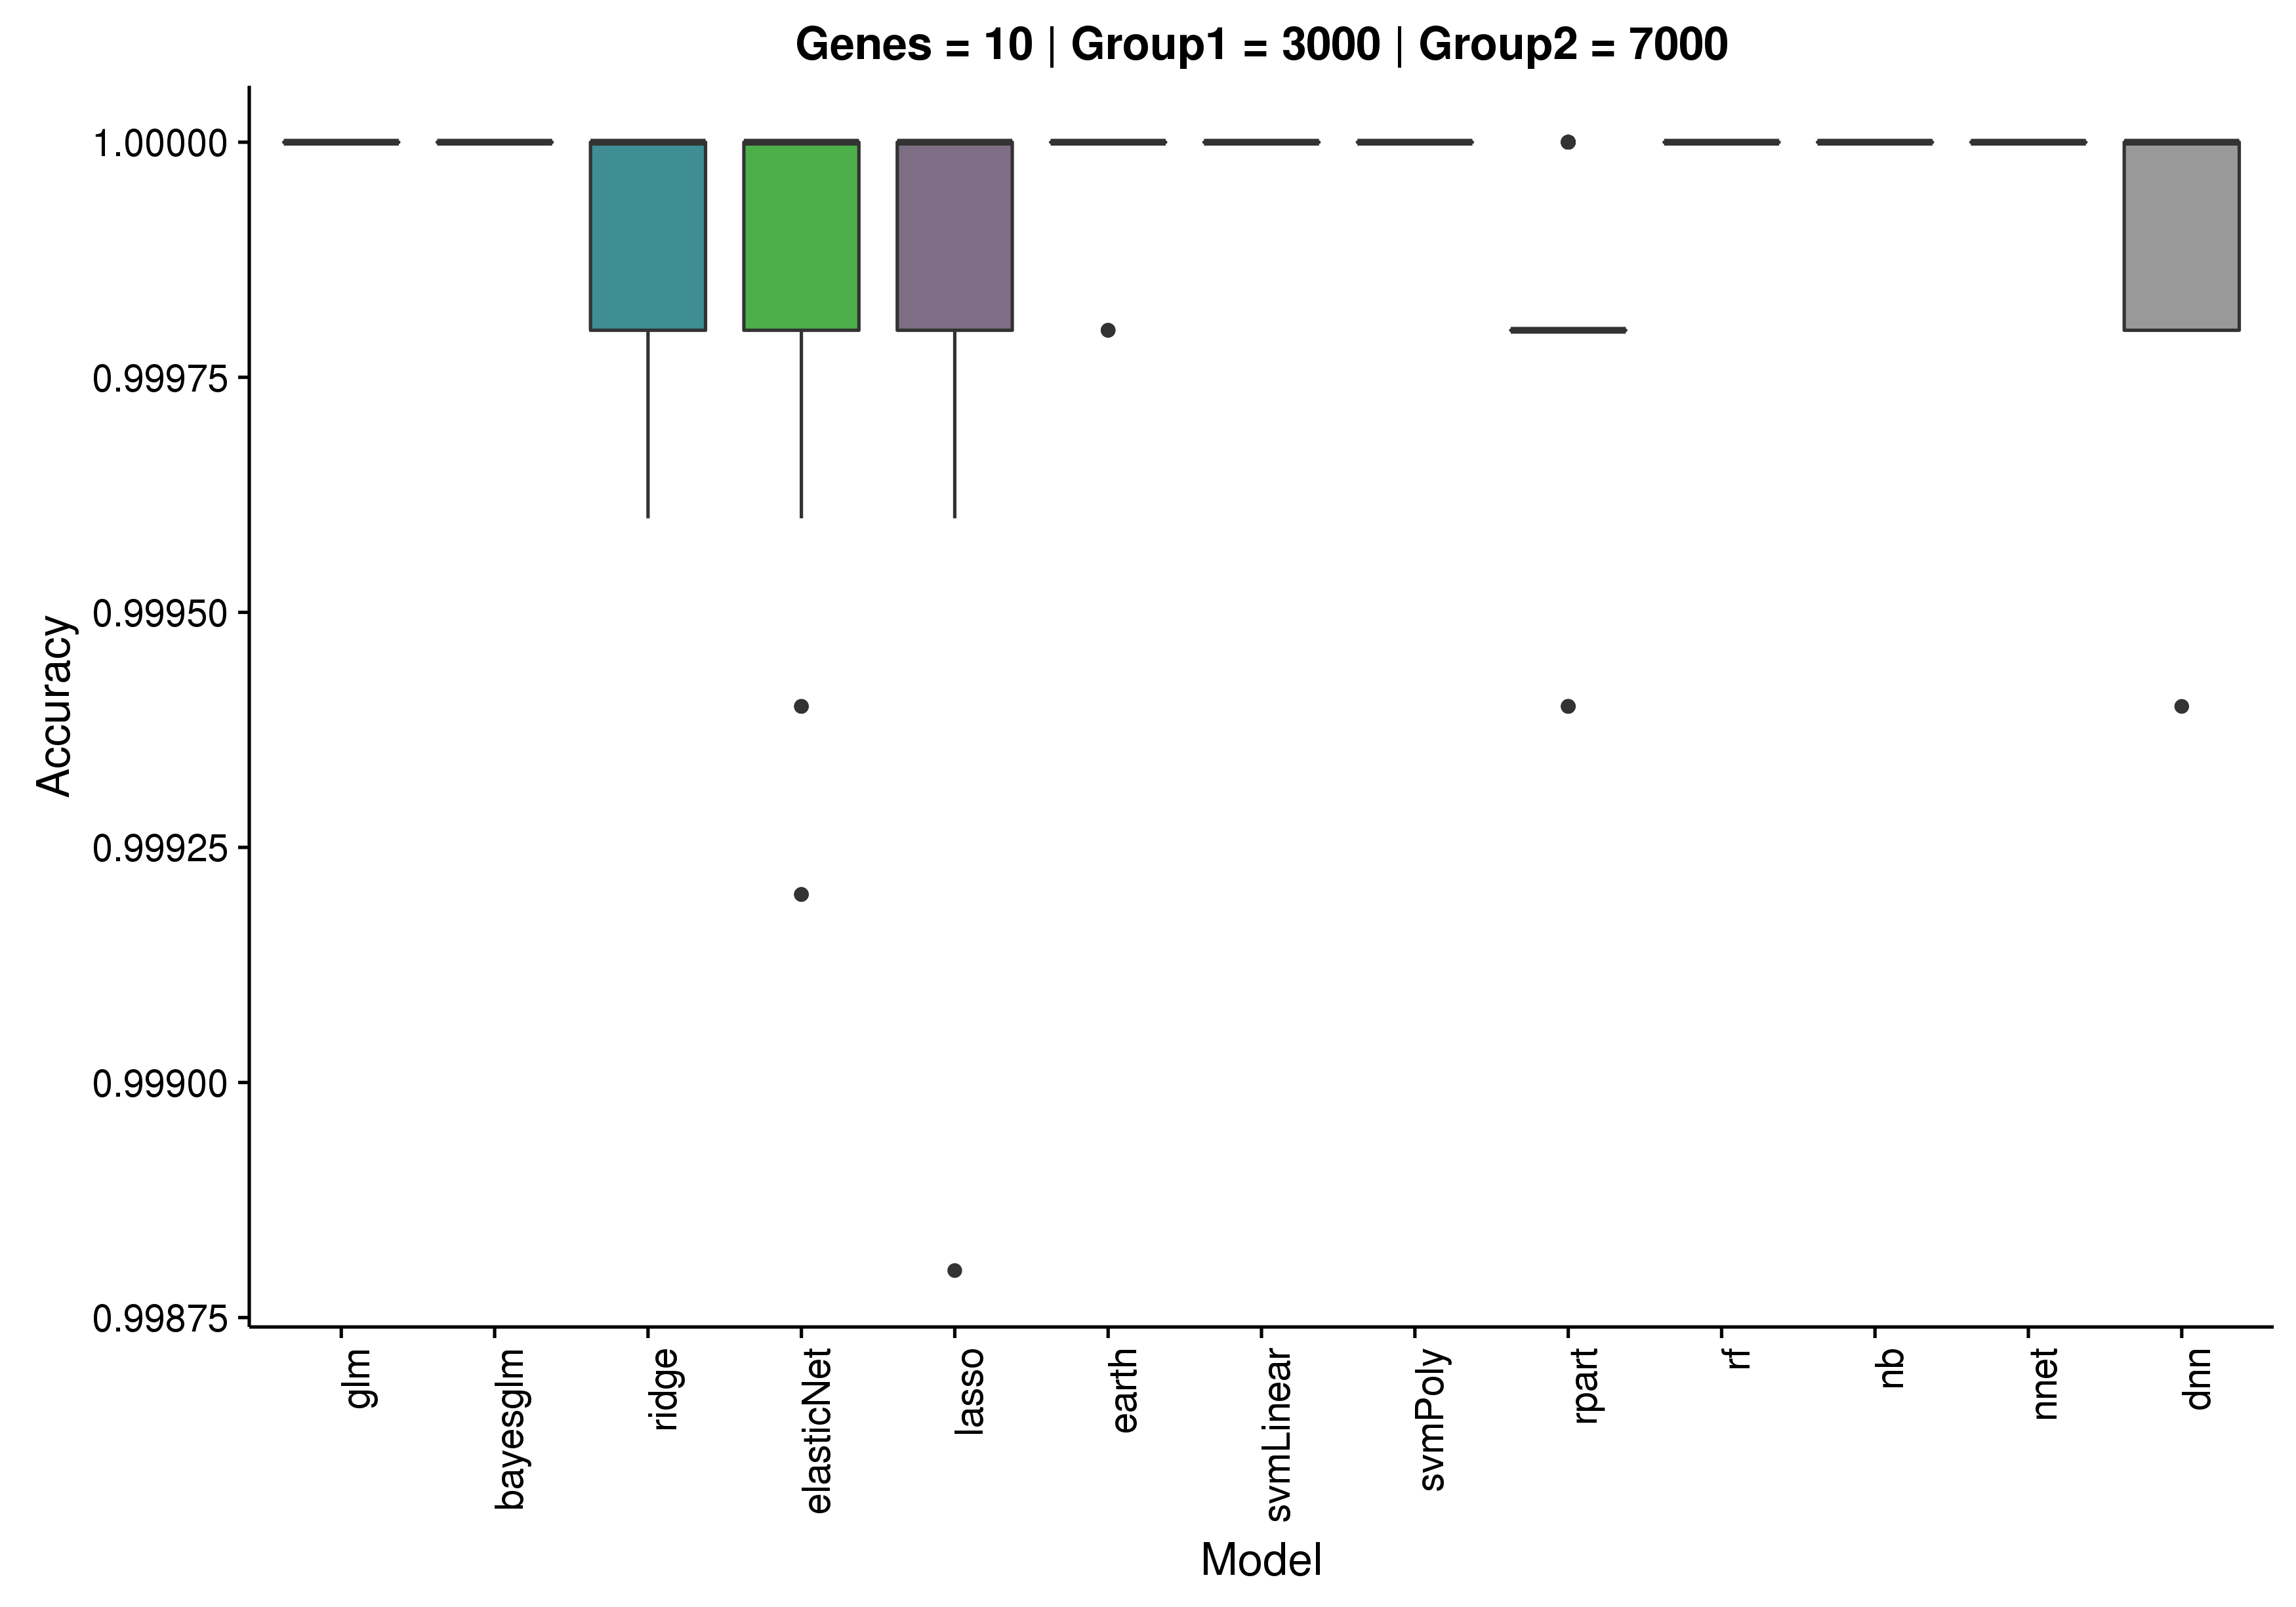 Genes = 10 | Group1 = 3000 | Group2 = 7000
Accuracy
1.00000
0.99975
0.99950
0.99925
0.99900
0.99875
glm
bayesglm
ridge
elasticNet
lasso
earth
svmLinear
svmPoly
rpart
rf
nb
nnet
dnn
Model